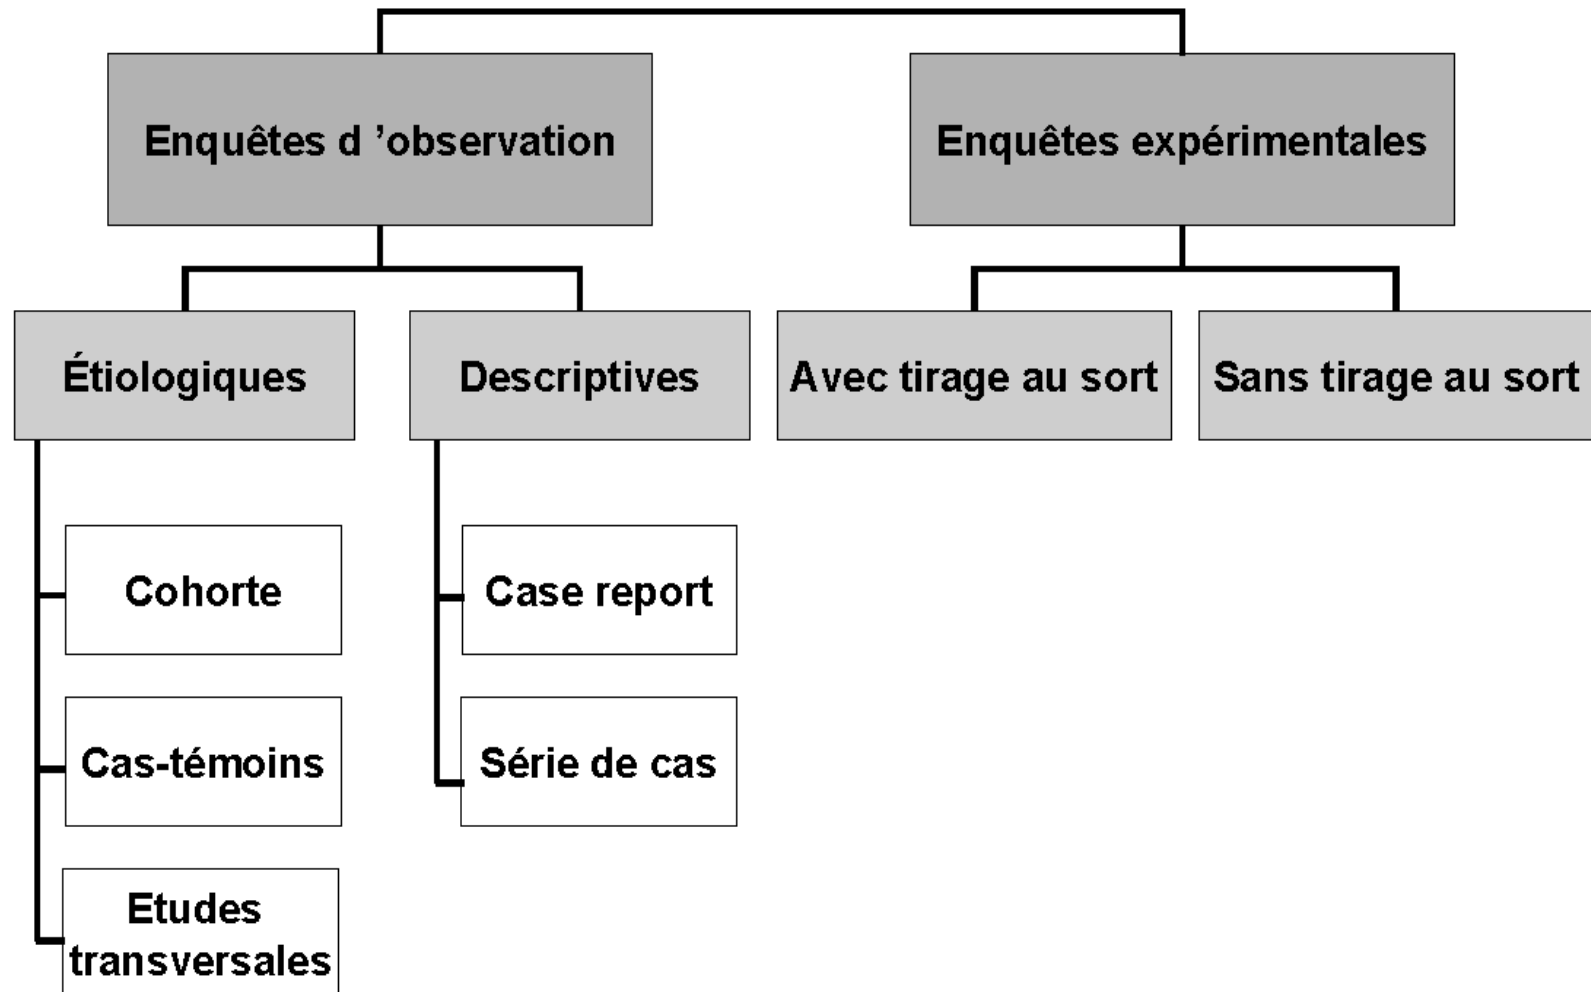 Enquêtes d ’observation
Enquêtes expérimentales
Étiologiques
Descriptives
Avec tirage au sort
Sans tirage au sort
Cohorte
Case report
Cas-témoins
Série de cas
Etudes
transversales